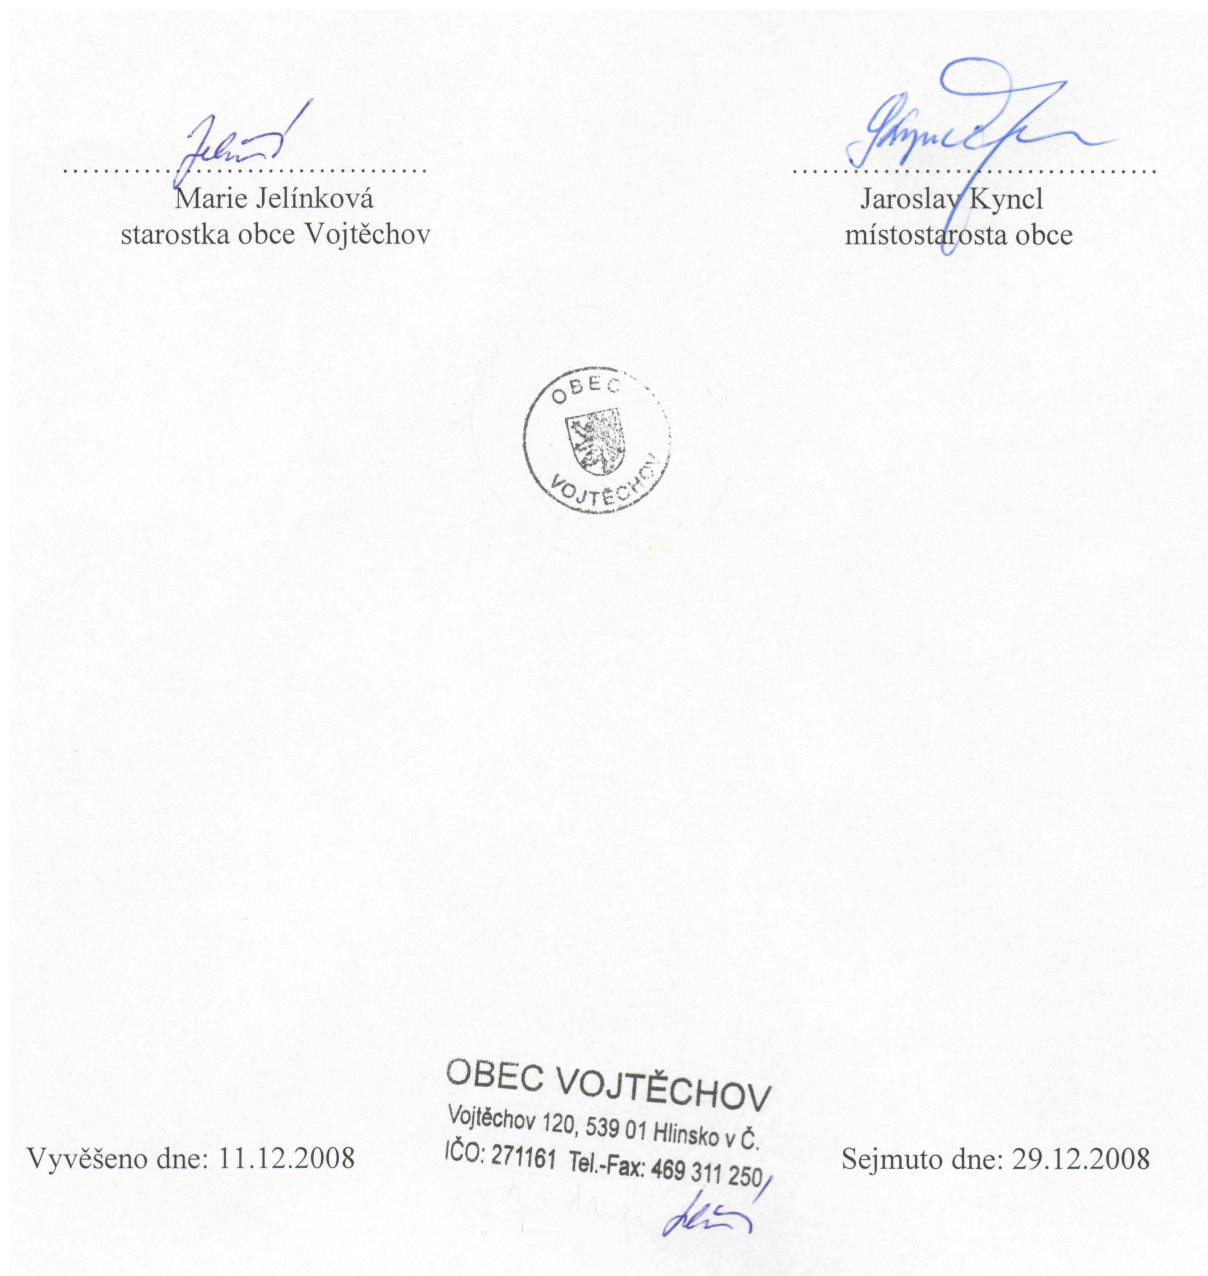 Marie Jelínková
starostka obce Vojtěchov
Jaroslav Kyncl
místostarosta obce
OBEC
VOJTĚCHOV
OBEC VOJTĚCHOV
Vojtěchov 120, 539 01 Hlinsko v Č.
IČO: 271161 Tel.-Fax: 469 311 250
Vyvěšeno dne: 11.12.2008
Sejmuto dne: 29.12.2008